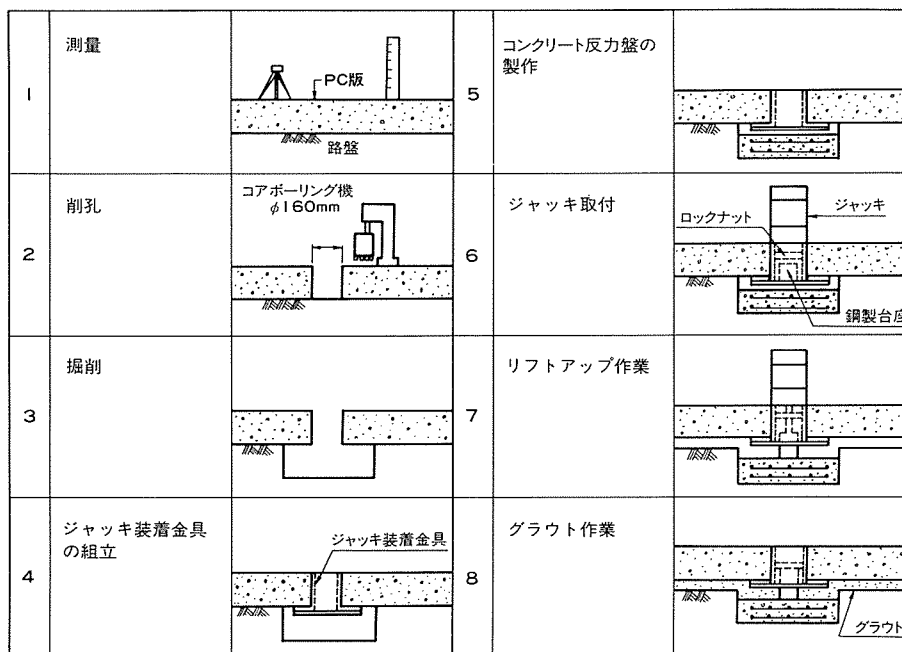 1
測量
PC版
路盤
2
削孔
コアボーリング機
φ160mm
3
掘削
4
ジャッキ装着金具
の組立
ジャッキ装着金具
5
コンクリート反力盤の
製作
6
ジャッキ取付
ロックナット
ジャッキ
鋼製台座
7
リフトアップ作業
8
グラウト作業
グラウト